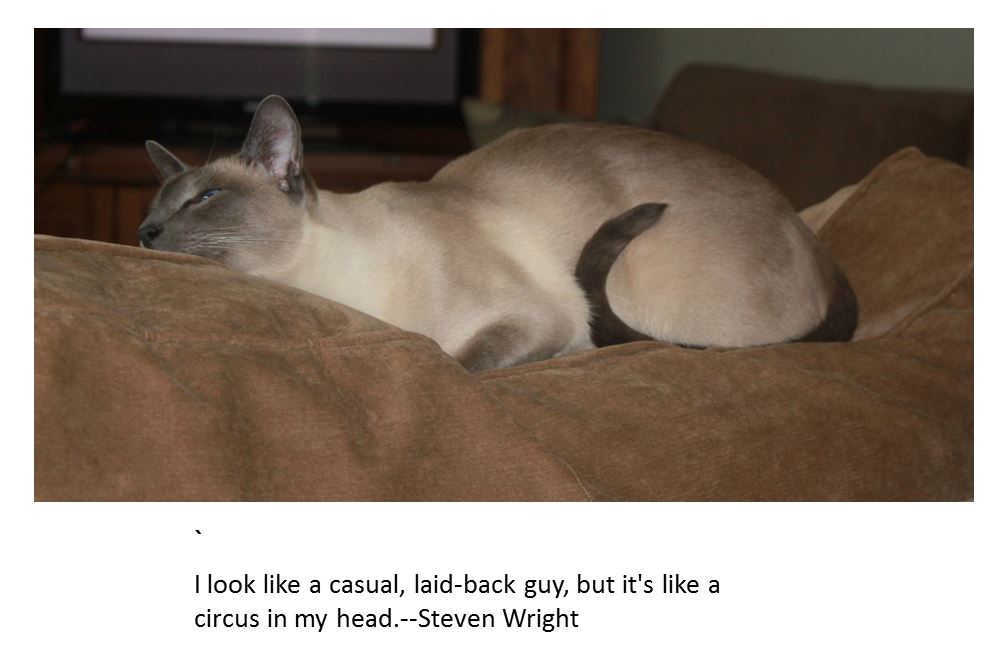 `
I look like a casual, laid-back guy, but it's like a
circus in my head.--Steven Wright